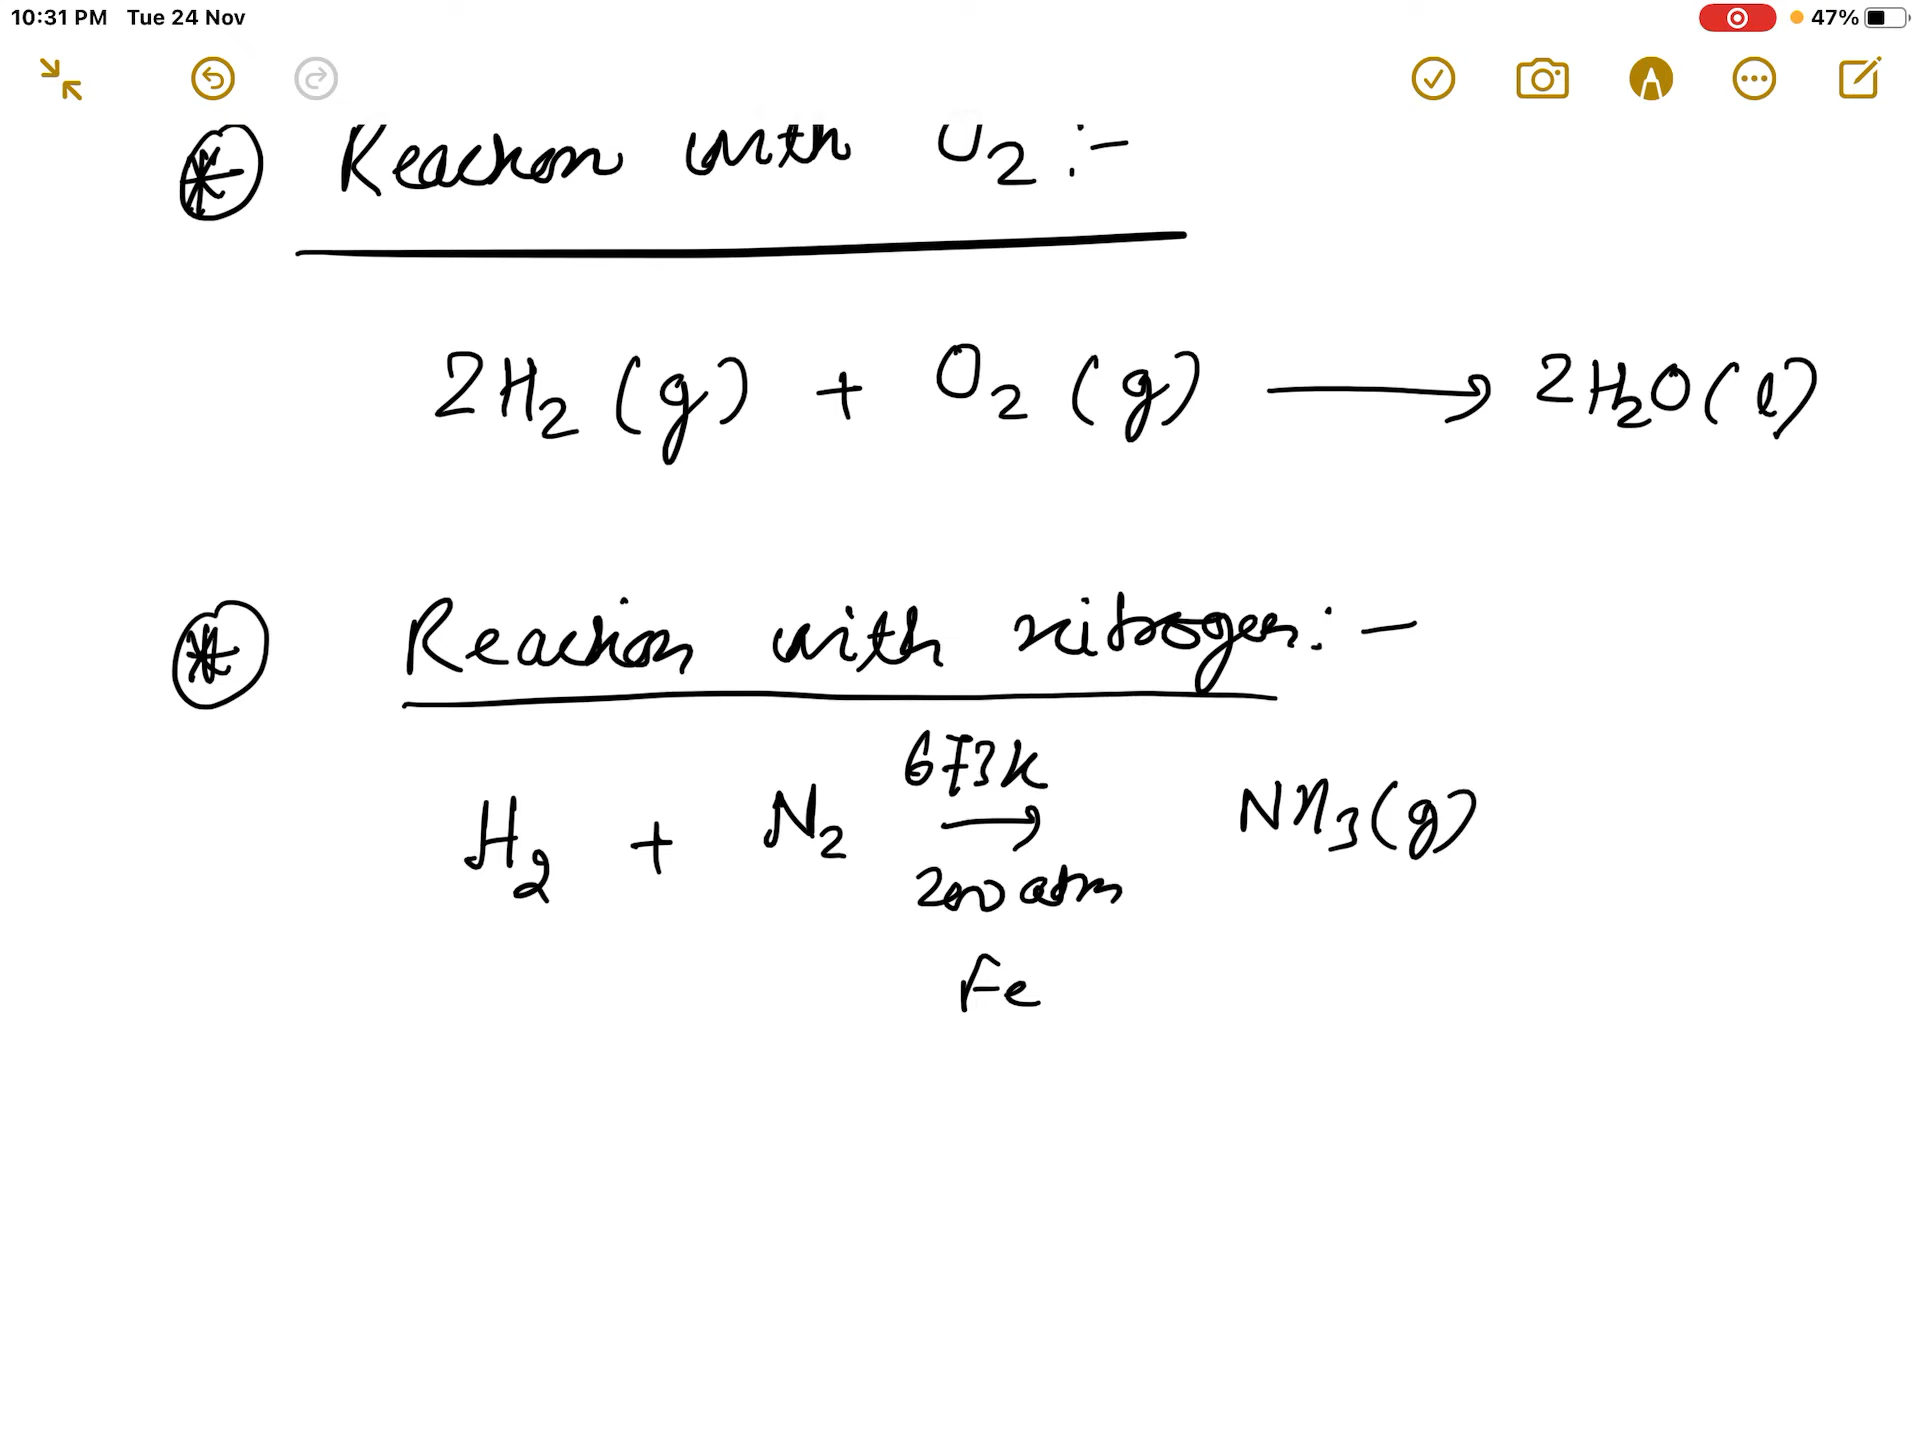 10:31 PM Tue 24 Nov 47%
Reaction with O2 :-
2H2 (g) + O2 (g) ⟶ 2H2O(l)
Reaction with nitrogen :-
673K
H2 + N2 → NH3(g)
200 atm
Fe